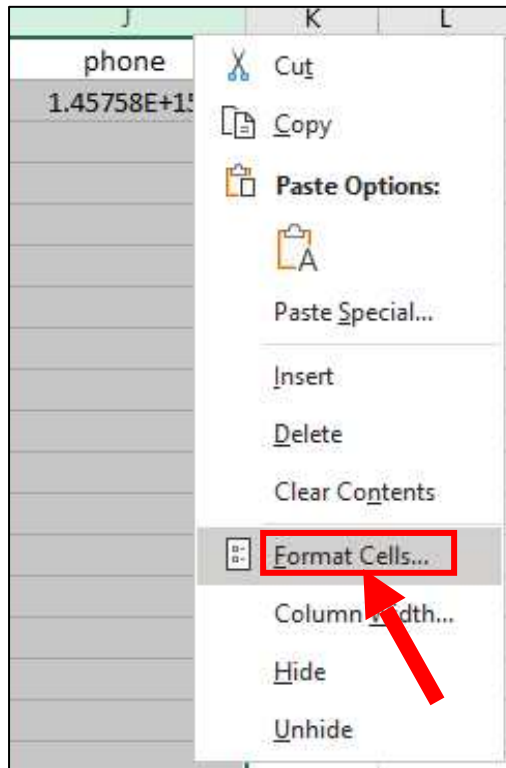 J K L
phone
1.45758E+15
Cut
Copy
Paste Options:
Paste Special...
Insert
Delete
Clear Contents
Format Cells...
Column Width...
Hide
Unhide